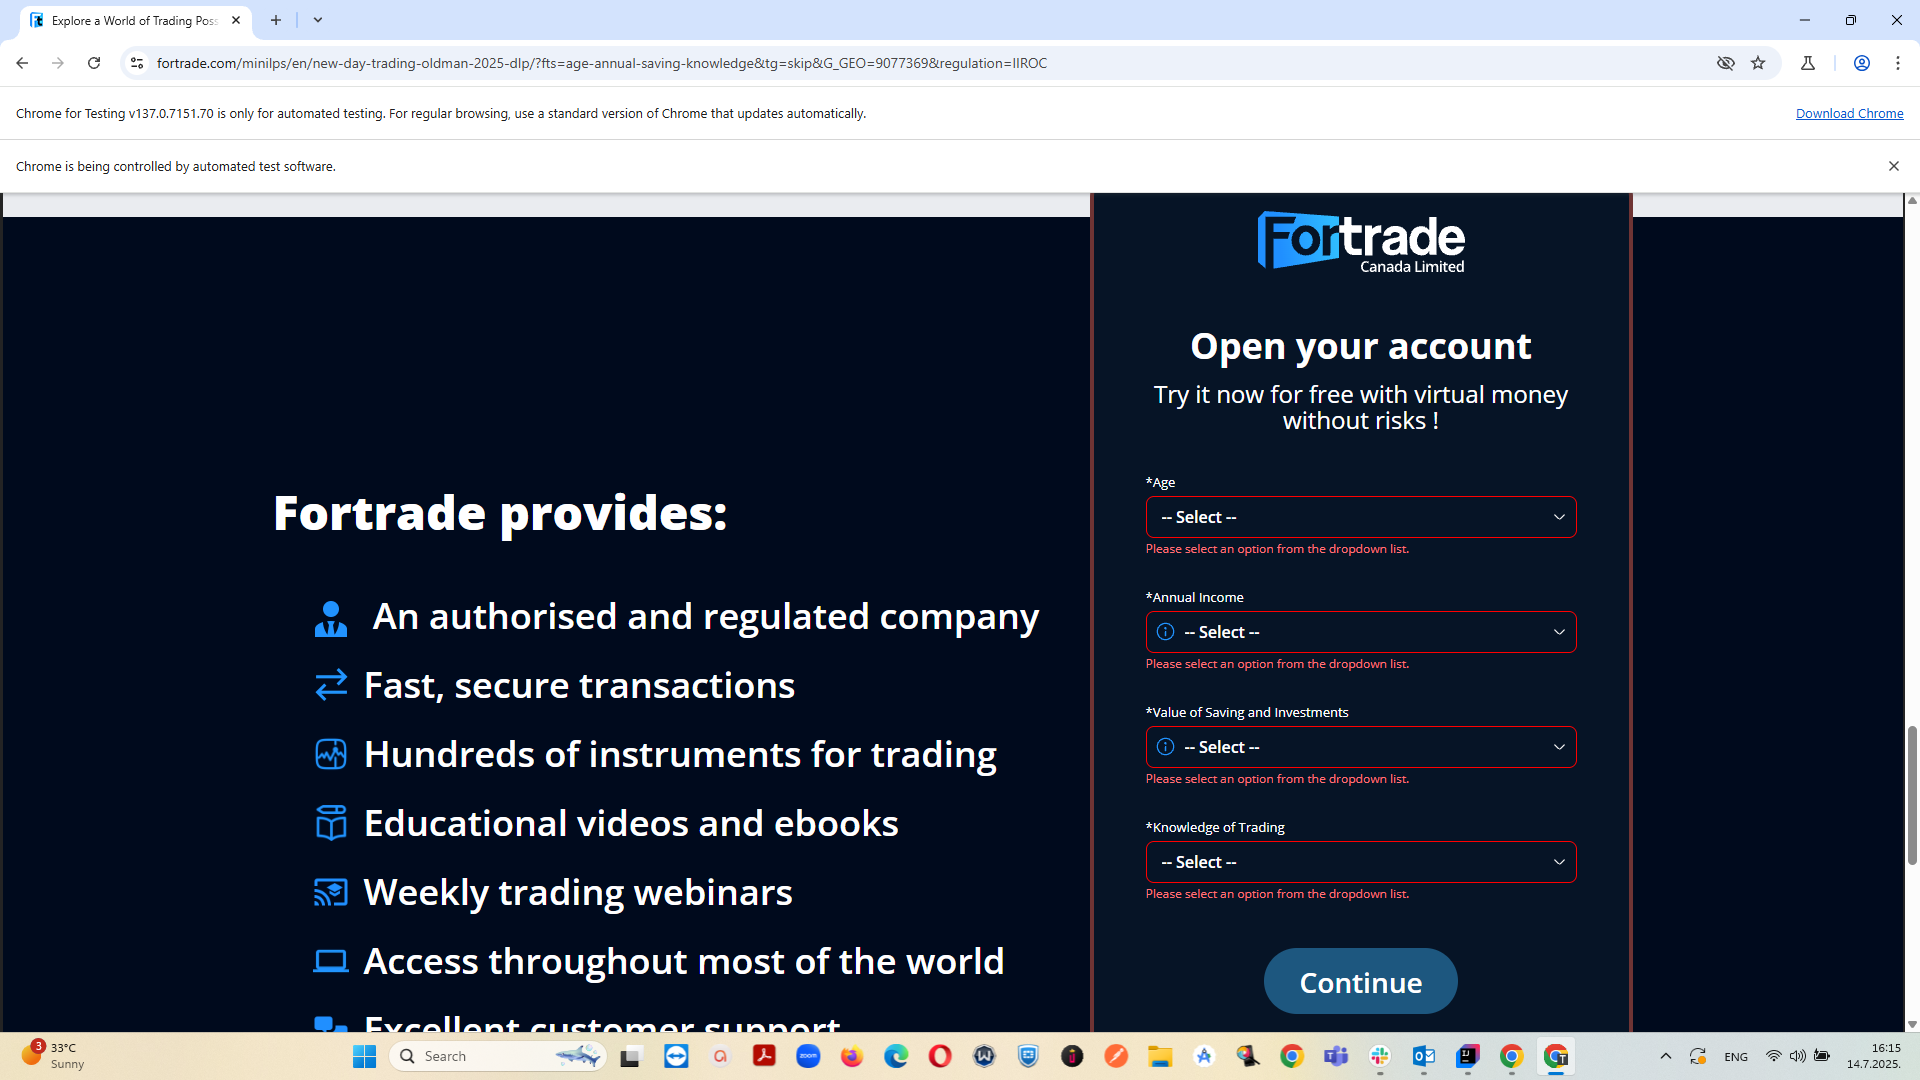 Explore a World of Trading Poss
fortrade.com/minilps/en/new-day-trading-oldman-2025-dlp/?fts=age-annual-saving-knowledge&tg=skip&G_GEO=9077369&regulation=IIROC
Chrome for Testing v137.0.7151.70 is only for automated testing. For regular browsing, use a standard version of Chrome that updates automatically.
Download Chrome
Chrome is being controlled by automated test software.
Fortrade
Canada Limited
Open your account
Try it now for free with virtual money
without risks !
*Age
-- Select --
Please select an option from the dropdown list.
*Annual Income
-- Select --
Please select an option from the dropdown list.
*Value of Saving and Investments
-- Select --
Please select an option from the dropdown list.
*Knowledge of Trading
-- Select --
Please select an option from the dropdown list.
Continue
Fortrade provides:
An authorised and regulated company
Fast, secure transactions
Hundreds of instruments for trading
Educational videos and ebooks
Weekly trading webinars
Access throughout most of the world
Excellent customer support
3
33°C
Sunny
Search
zoom
ENG
16:15
14.7.2025.